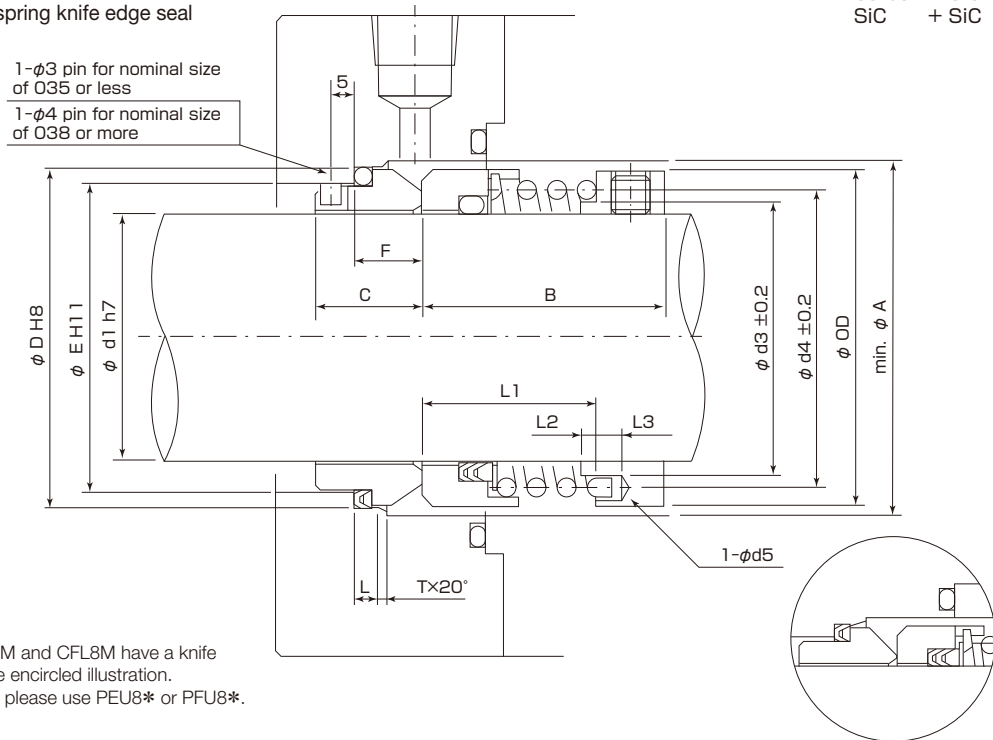 spring knife edge seal
SiC + SiC
1-φ3 pin for nominal size
of 035 or less
1-φ4 pin for nominal size
of 038 or more
5
F
C
B
φ D H8
φ E H11
φ d1 h7
φ d3 ±0.2
φ d4 ±0.2
φ OD
min. φ A
L1
L2
L3
1-φd5
L
T×20°
M and CFL8M have a knife
e encircled illustration.
please use PEU8* or PFU8*.